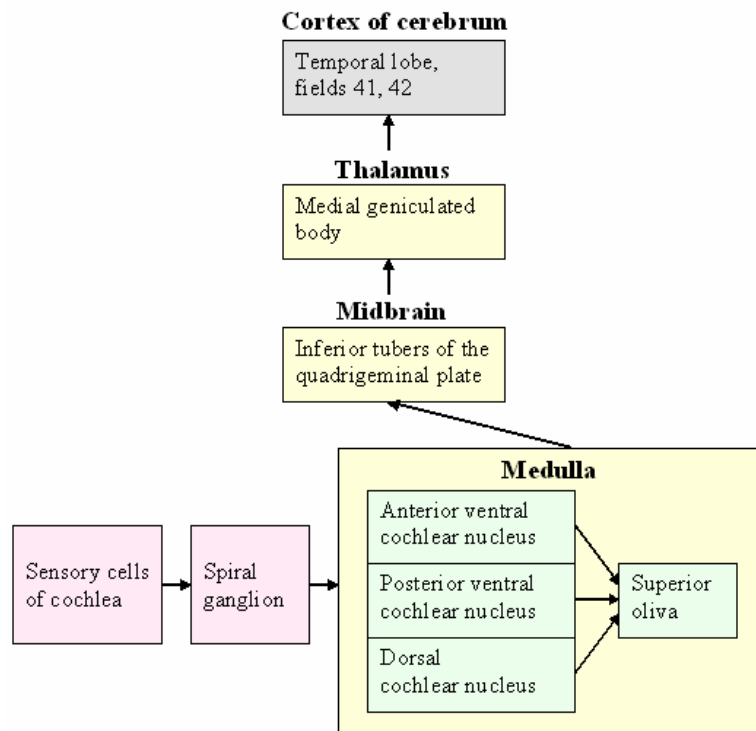 Cortex of cerebrum
Temporal lobe,
fields 41, 42
Thalamus
Medial geniculated
body
Midbrain
Inferior tubers of the
quadrigeminal plate
Medulla
Anterior ventral
cochlear nucleus
Sensory cells
of cochlea
Spiral
ganglion
Posterior ventral
cochlear nucleus
Superior
oliva
Dorsal
cochlear nucleus